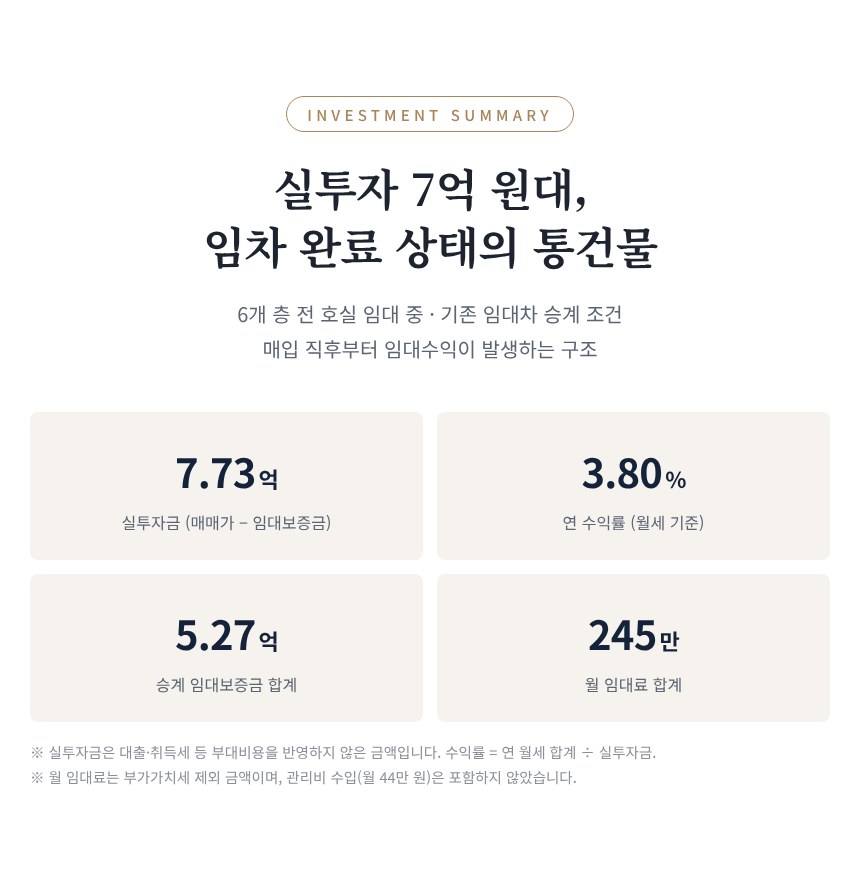 INVESTMENT SUMMARY
실투자 7억 원대,
임차 완료 상태의 통건물
6개 층 전 호실 임대 중 · 기존 임대차 승계 조건
매입 직후부터 임대수익이 발생하는 구조
7.73억
실투자금 (매매가 − 임대보증금)
3.80%
연 수익률 (월세 기준)
5.27억
승계 임대보증금 합계
245만
월 임대료 합계
※ 실투자금은 대출·취득세 등 부대비용을 반영하지 않은 금액입니다. 수익률 = 연 월세 합계 ÷ 실투자금.
※ 월 임대료는 부가가치세 제외 금액이며, 관리비 수입(월 44만 원)은 포함하지 않았습니다.